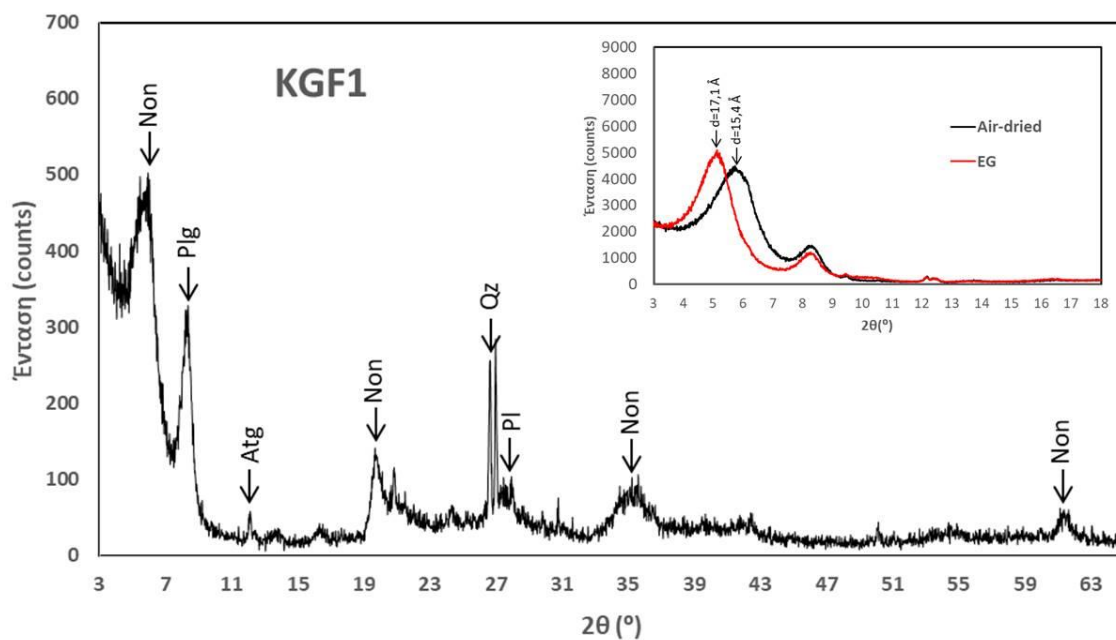 KGF1
700
600
500
400
300
200
100
0
Ένταση (counts)
3 7 11 15 19 23 27 31 35 39 43 47 51 55 59 63
2θ (°)
Non
Plg
Atg
Non
Qz
Pl
Non
Non
9000
8000
7000
6000
5000
4000
3000
2000
1000
0
Ένταση (counts)
d=17,1 Å
d=15,4 Å
Air-dried
EG
3 4 5 6 7 8 9 10 11 12 13 14 15 16 17 18
2θ(°)